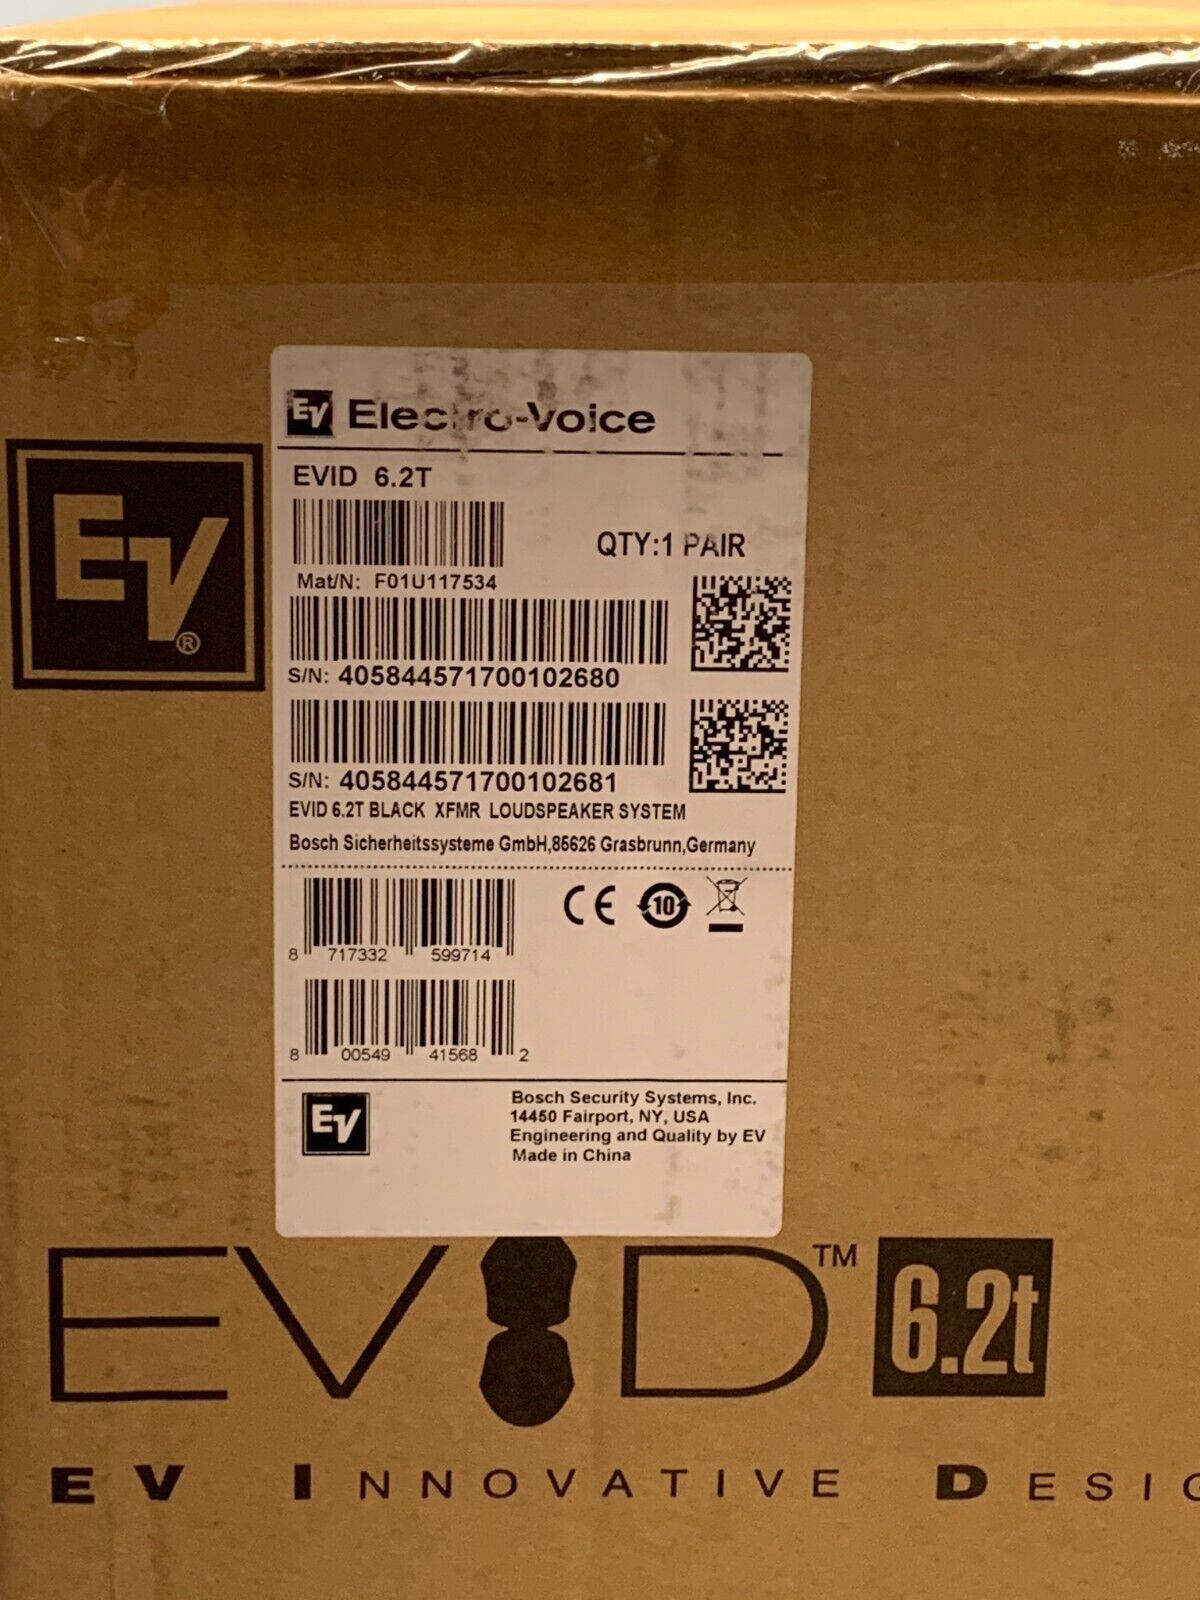 EV Electro-Voice
EVID 6.2T
QTY:1 PAIR
Mat/N: F01U117534
S/N: 405844571700102680
S/N: 405844571700102681
EVID 6.2T BLACK XFMR LOUDSPEAKER SYSTEM
Bosch Sicherheitssysteme GmbH,85626 Grasbrunn,Germany
CE 10
8 717332 599714
8 00549 41568 2
EV
Bosch Security Systems, Inc.
14450 Fairport, NY, USA
Engineering and Quality by EV
Made in China
EV®
EVID™ 6.2t
EV INNOVATIVE DESIG